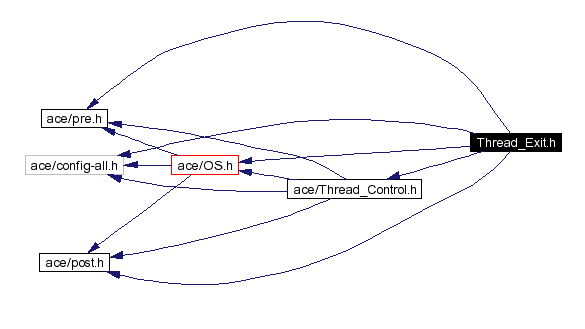 ace/pre.h
Thread_Exit.h
ace/config-all.h
ace/OS.h
ace/Thread_Control.h
ace/post.h